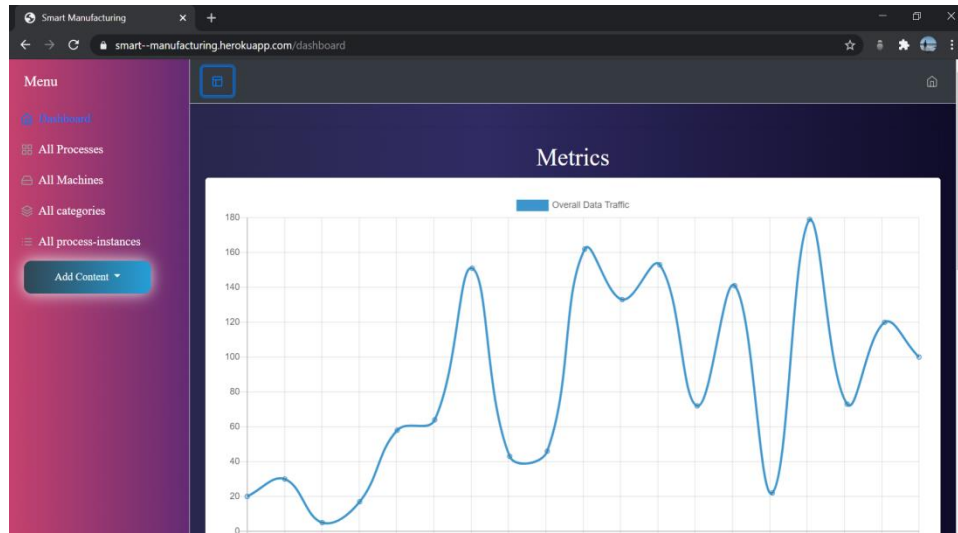 Smart Manufacturing
smart--manufacturing.herokuapp.com/dashboard
Menu
Dashboard
All Processes
All Machines
All categories
All process-instances
Add Content
Metrics
Overall Data Traffic
180
160
140
120
100
80
60
40
20
0